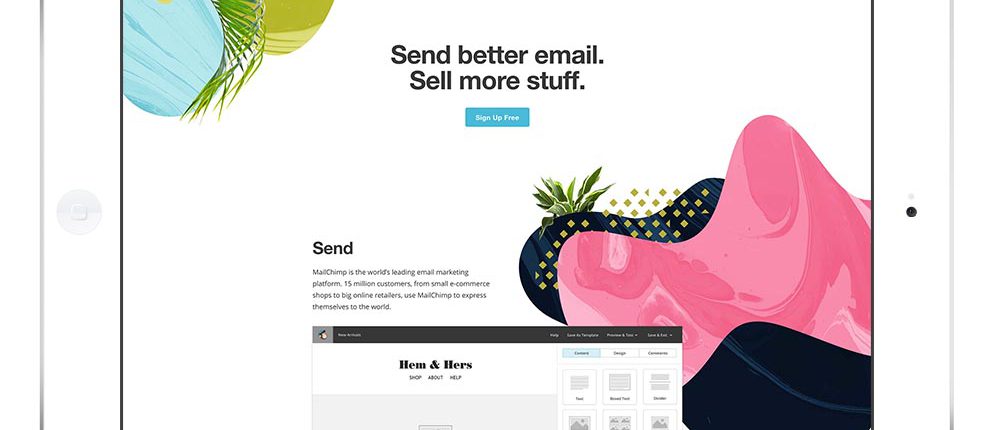 Send better email.
Sell more stuff.
Sign Up Free
Send
MailChimp is the world's leading email marketing
platform. 15 million customers, from small e-commerce
shops to big online retailers, use MailChimp to express
themselves to the world.
New Arrivals Help Save As Template Preview & Test Save & Exit
Content Design Comments
Hem & Hers
SHOP ABOUT HELP
Text Boxed Text Divider